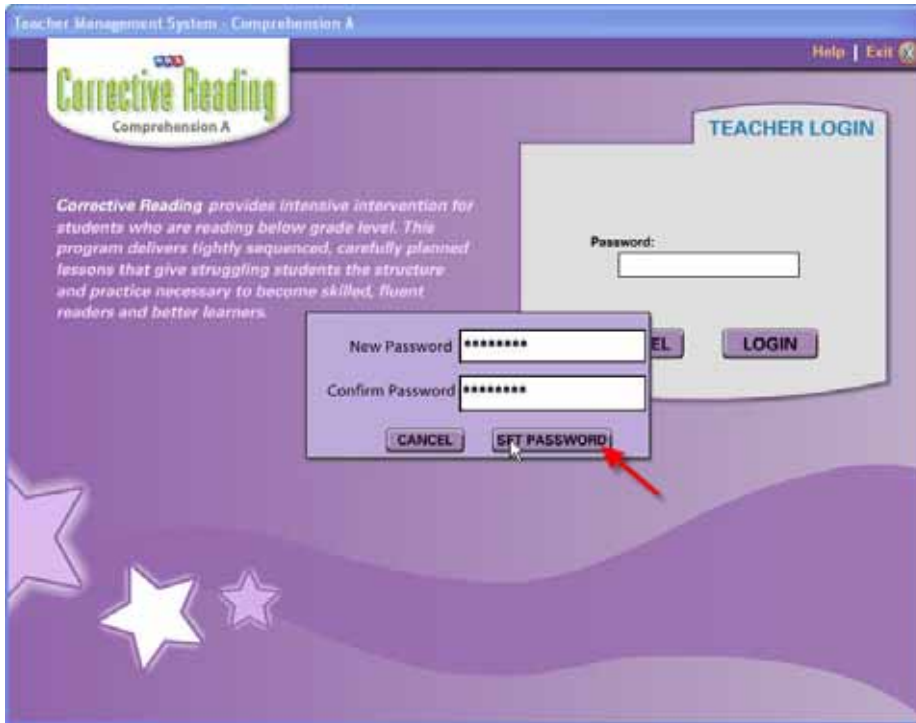 Teacher Management System - Comprehension A
Help | Exit
SRA
Corrective Reading
Comprehension A
TEACHER LOGIN
Corrective Reading provides intensive intervention for
students who are reading below grade level. This
program delivers tightly sequenced, carefully planned
lessons that give struggling students the structure
and practice necessary to become skilled, fluent
readers and better learners.
Password:
EL
LOGIN
New Password ********
Confirm Password ********
CANCEL
SET PASSWORD